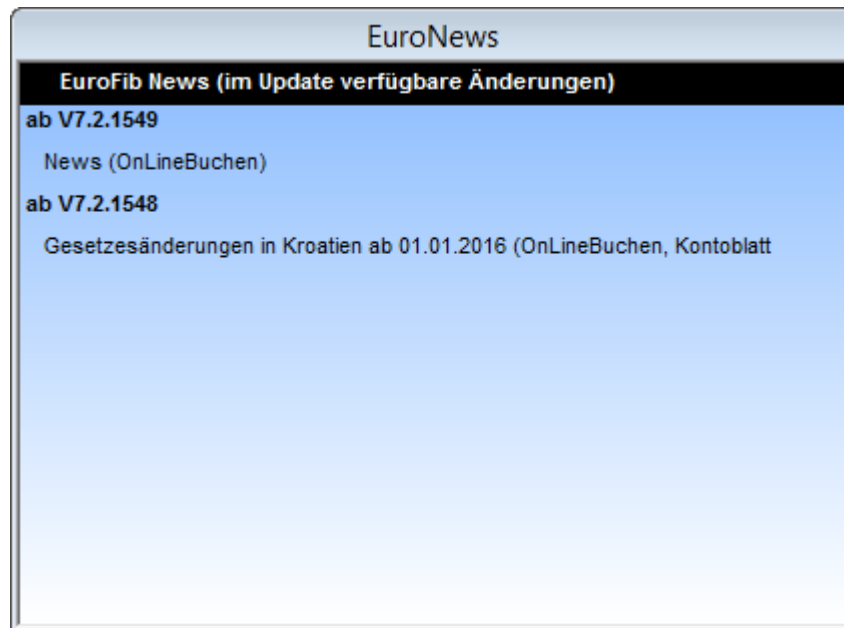 EuroNews
EuroFib News (im Update verfügbare Änderungen)
ab V7.2.1549
News (OnLineBuchen)
ab V7.2.1548
Gesetzesänderungen in Kroatien ab 01.01.2016 (OnLineBuchen, Kontoblatt